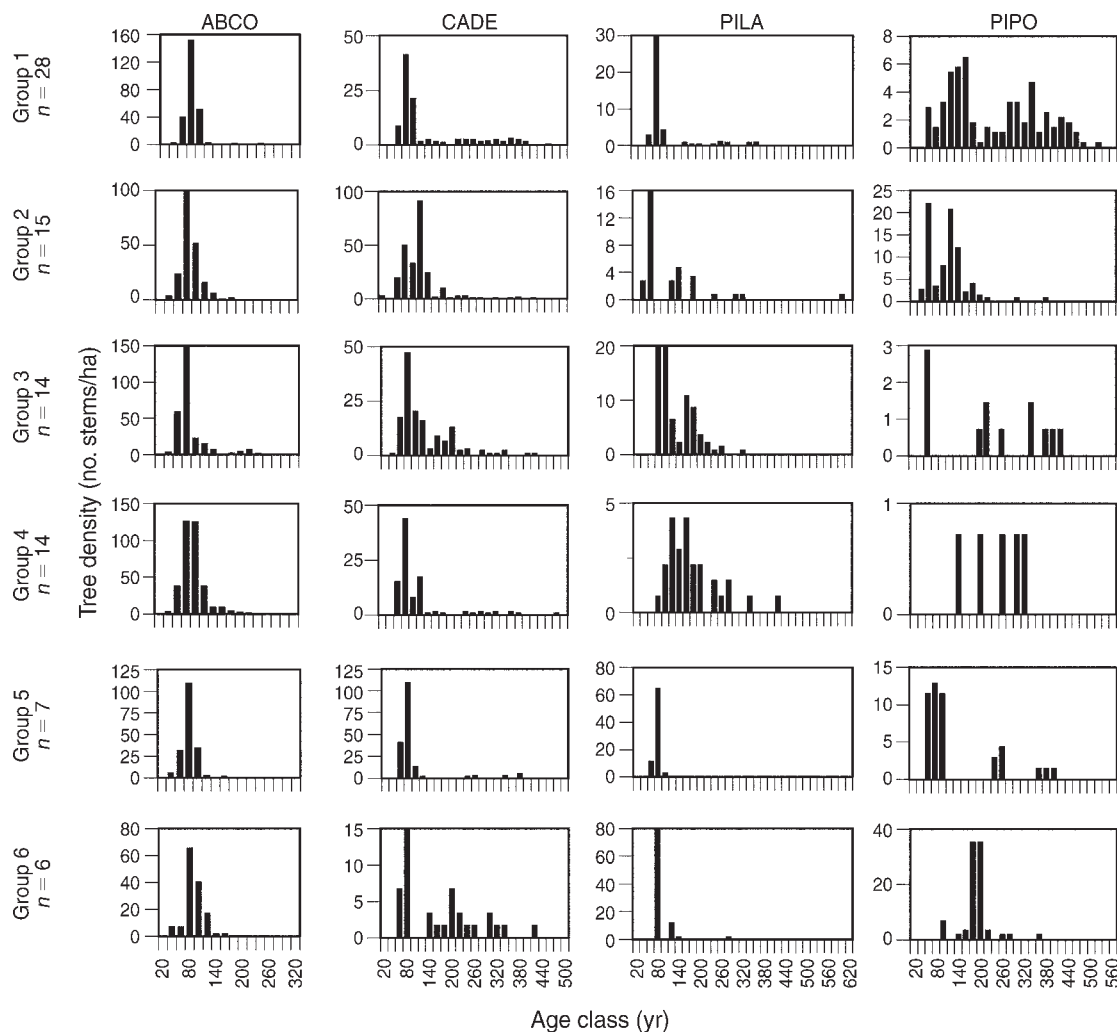 ABCO CADE PILA PIPO
Tree density (no. stems/ha)
Group 1
n = 28
160 120 80 40 0
50 25 0
30 20 10 0
8 6 4 2 0
Group 2
n = 15
100 50 0
100 75 50 25 0
16 12 8 4 0
25 20 15 10 5 0
Group 3
n = 14
150 100 50 0
50 25 0
20 10 0
3 2 1 0
Group 4
n = 14
150 100 50 0
50 25 0
5 0
1 0
Group 5
n = 7
125 100 75 50 25 0
125 100 75 50 25 0
80 60 40 20 0
15 10 5 0
Group 6
n = 6
80 60 40 20 0
15 10 5 0
80 60 40 20 0
40 20 0
20 80 140 200 260 320
20 80 140 200 260 320 380 440 500
20 80 140 200 260 320 380 440 500 560 620
20 80 140 200 260 320 380 440 500 560
Age class (yr)